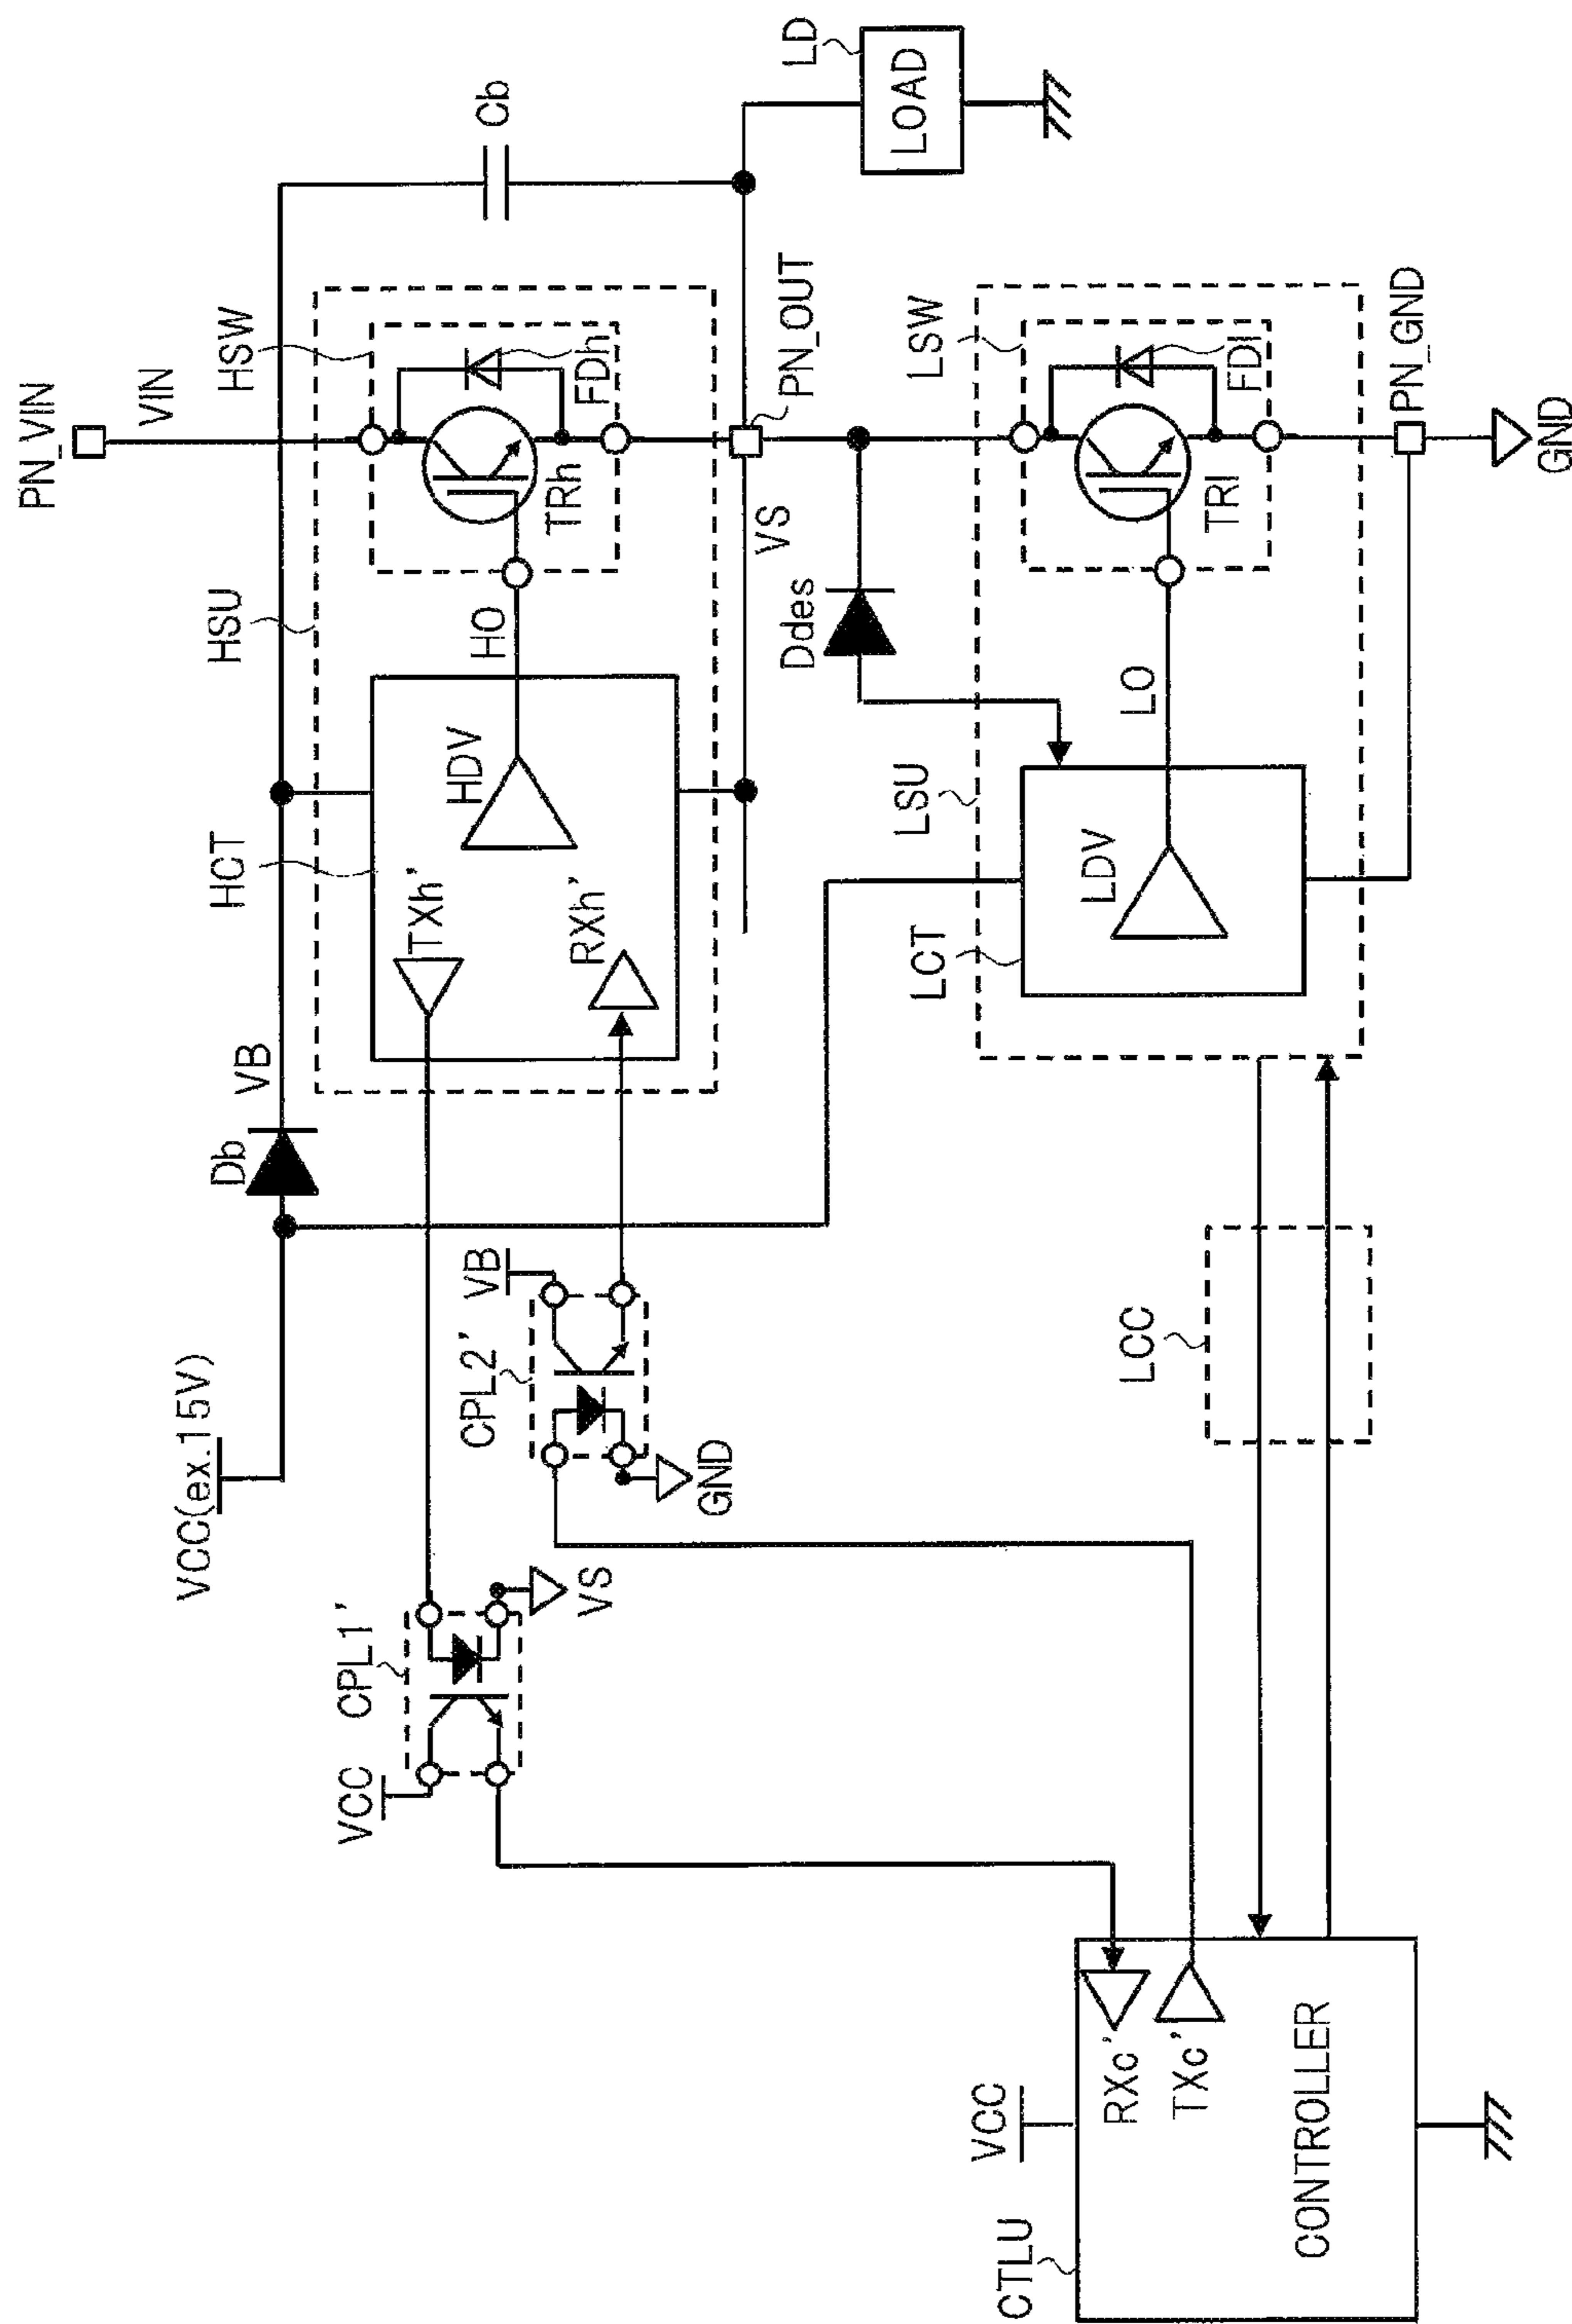 PN_VIN
VIN
HSW
HSU
HCT
VB
Db
VCC(ex.15V)
Cb
FDh
TRh
HO
HDV
TXh'
RXh'
LD
LOAD
PN_OUT
VS
Ddes
VB
CPL2'
GND
CPL1'
VCC
VS
LSW
LSU
LCT
FDl
TRl
LO
LDV
PN_GND
GND
LCC
VCC
RXc'
TXc'
CTLU
CONTROLLER